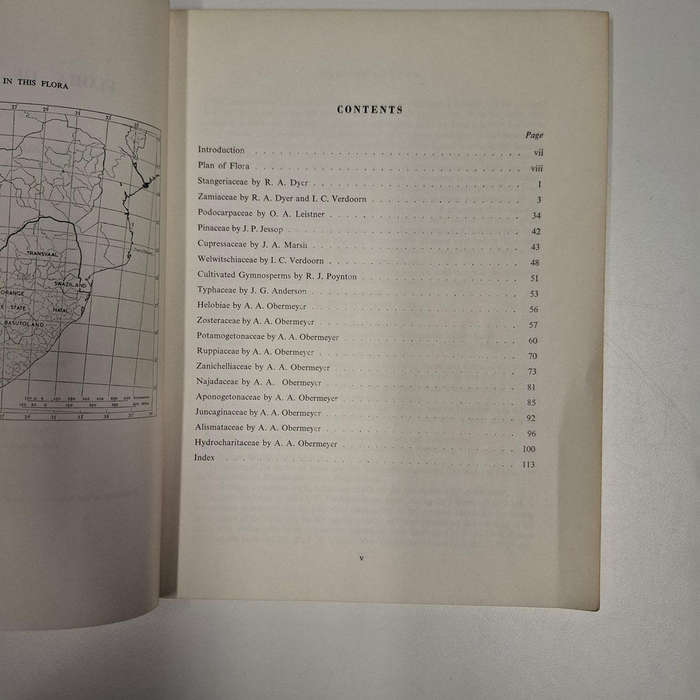 IN THIS FLORA
TRANSVAAL
SWAZILAND
ORANGE
STATE
NATAL
BASUTOLAND
CONTENTS
Page
Introduction . . . vii
Plan of Flora . . . viii
Stangeriaceae by R. A. Dyer . . . 1
Zamiaceae by R. A. Dyer and I. C. Verdoorn . . . 3
Podocarpaceae by O. A. Leistner . . . 34
Pinaceae by J. P. Jessop . . . 42
Cupressaceae by J. A. Marsh . . . 43
Welwitschiaceae by I. C. Verdoorn . . . 48
Cultivated Gymnosperms by R. J. Poynton . . . 51
Typhaceae by J. G. Anderson . . . 53
Helobiae by A. A. Obermeyer . . . 56
Zosteraceae by A. A. Obermeyer . . . 57
Potamogetonaceae by A. A. Obermeyer . . . 60
Ruppiaceae by A. A. Obermeyer . . . 70
Zanichelliaceae by A. A. Obermeyer . . . 73
Najadaceae by A. A. Obermeyer . . . 81
Aponogetonaceae by A. A. Obermeyer . . . 85
Juncaginaceae by A. A. Obermeyer . . . 92
Alismataceae by A. A. Obermeyer . . . 96
Hydrocharitaceae by A. A. Obermeyer . . . 100
Index . . . 113
v